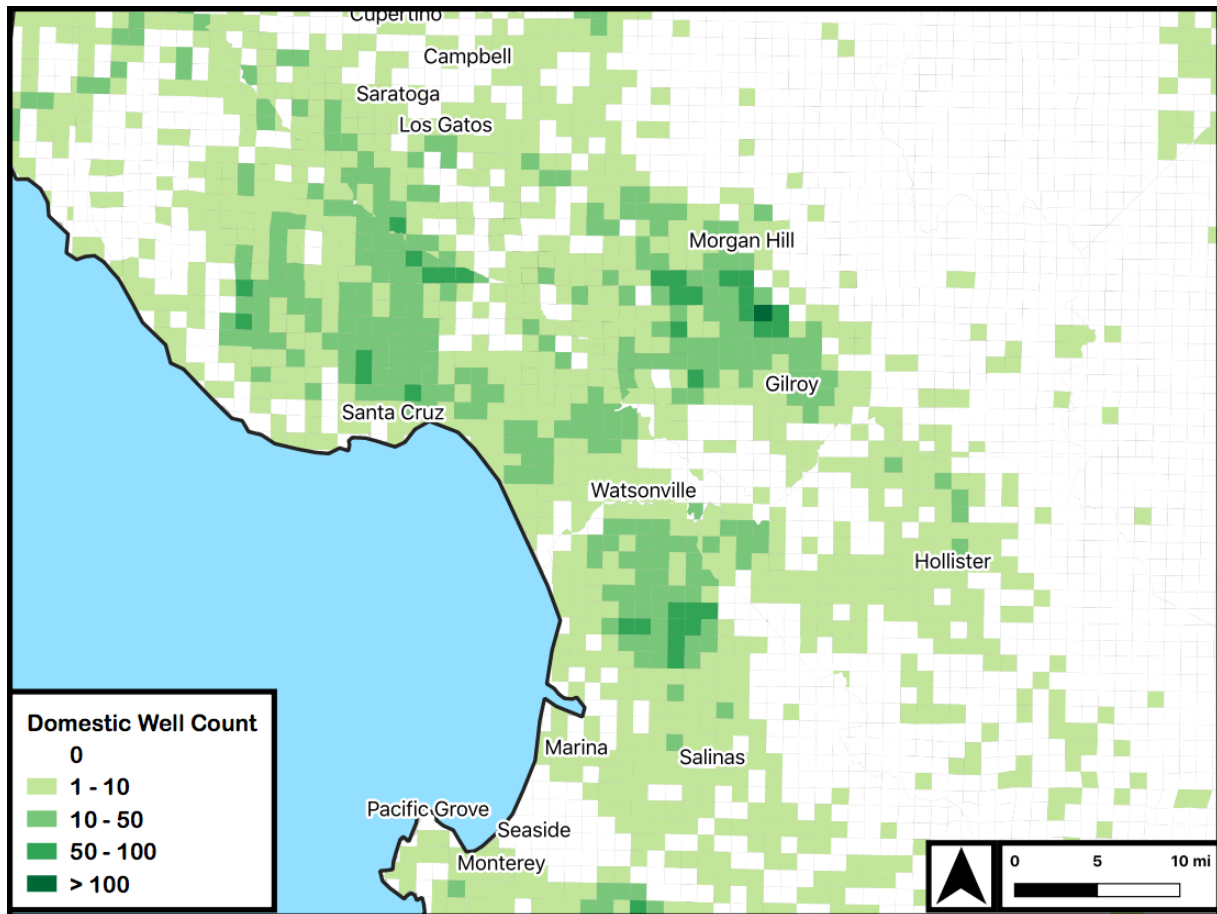 Cupertino
Campbell
Saratoga
Los Gatos
Morgan Hill
Gilroy
Santa Cruz
Watsonville
Hollister
Marina
Salinas
Pacific Grove
Seaside
Monterey
Domestic Well Count
0
1 - 10
10 - 50
50 - 100
> 100
0 5 10 mi